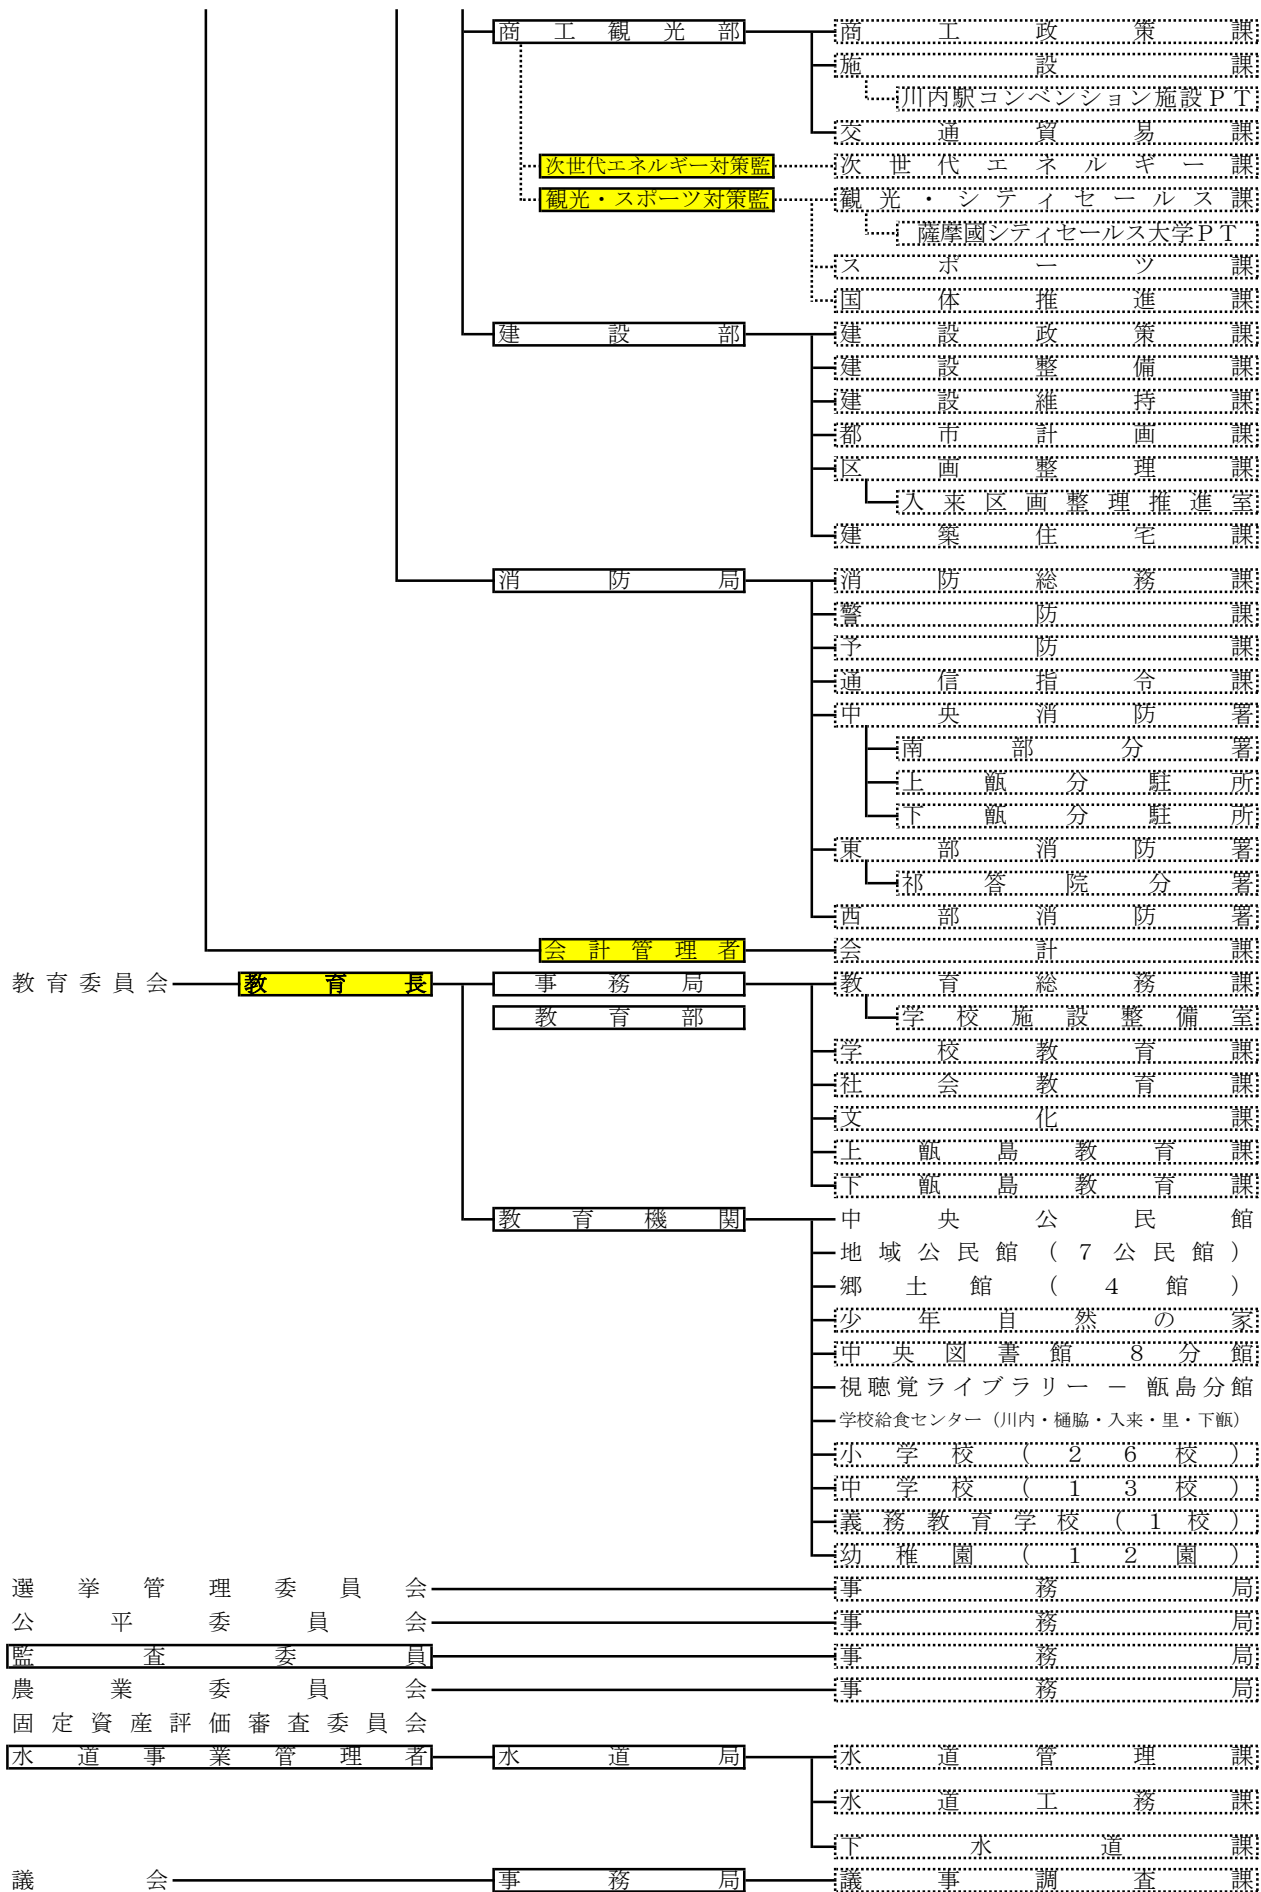 商工観光部 商工政策課
施設課
川内駅コンベンション施設ＰＴ
交通貿易課
次世代エネルギー対策監 次世代エネルギー課
観光・スポーツ対策監 観光・シティセールス課
薩摩國シティセールス大学ＰＴ
スポーツ課
国体推進課
建設部 建設政策課
建設整備課
建設維持課
都市計画課
区画整理課
入来区画整理推進室
建築住宅課
消防局 消防総務課
警防課
予防課
通信指令課
中央消防署
南部分署
上甑分駐所
下甑分駐所
東部消防署
祁答院分署
西部消防署
会計管理者 会計課
教育委員会 教育長 事務局 教育総務課
教育部 学校施設整備室
学校教育課
社会教育課
文化課
上甑島教育課
下甑島教育課
教育機関 中央公民館
地域公民館（７公民館）
郷土館（４館）
少年自然の家
中央図書館 ８分館
視聴覚ライブラリー － 甑島分館
学校給食センター（川内・樋脇・入来・里・下甑）
小学校（２６校）
中学校（１３校）
義務教育学校（１校）
幼稚園（１２園）
選挙管理委員会 事務局
公平委員会 事務局
監査委員 事務局
農業委員会 事務局
固定資産評価審査委員会
水道事業管理者 水道局 水道管理課
水道工務課
下水道課
議会 事務局 議事調査課